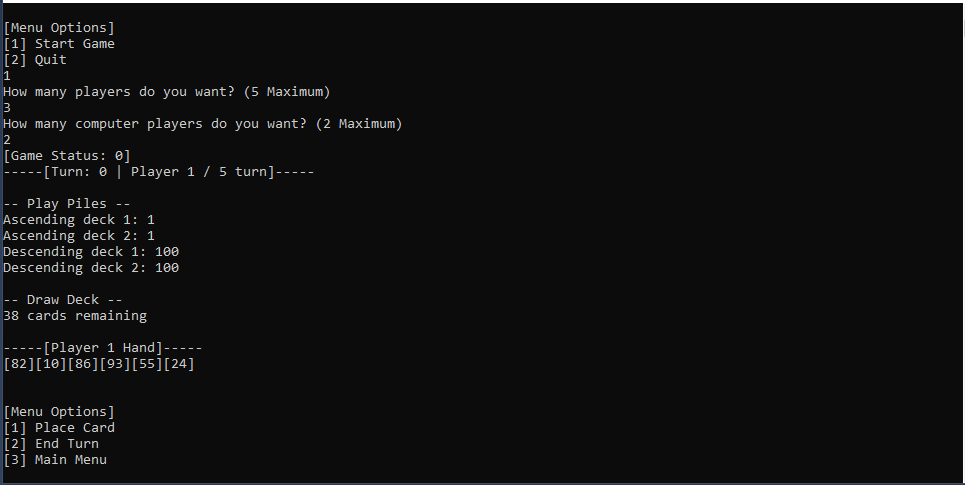 [Menu Options]
[1] Start Game
[2] Quit
1
How many players do you want? (5 Maximum)
3
How many computer players do you want? (2 Maximum)
2
[Game Status: 0]
-----[Turn: 0 | Player 1 / 5 turn]-----
-- Play Piles --
Ascending deck 1: 1
Ascending deck 2: 1
Descending deck 1: 100
Descending deck 2: 100
-- Draw Deck --
38 cards remaining
-----[Player 1 Hand]-----
[82][10][86][93][55][24]
[Menu Options]
[1] Place Card
[2] End Turn
[3] Main Menu